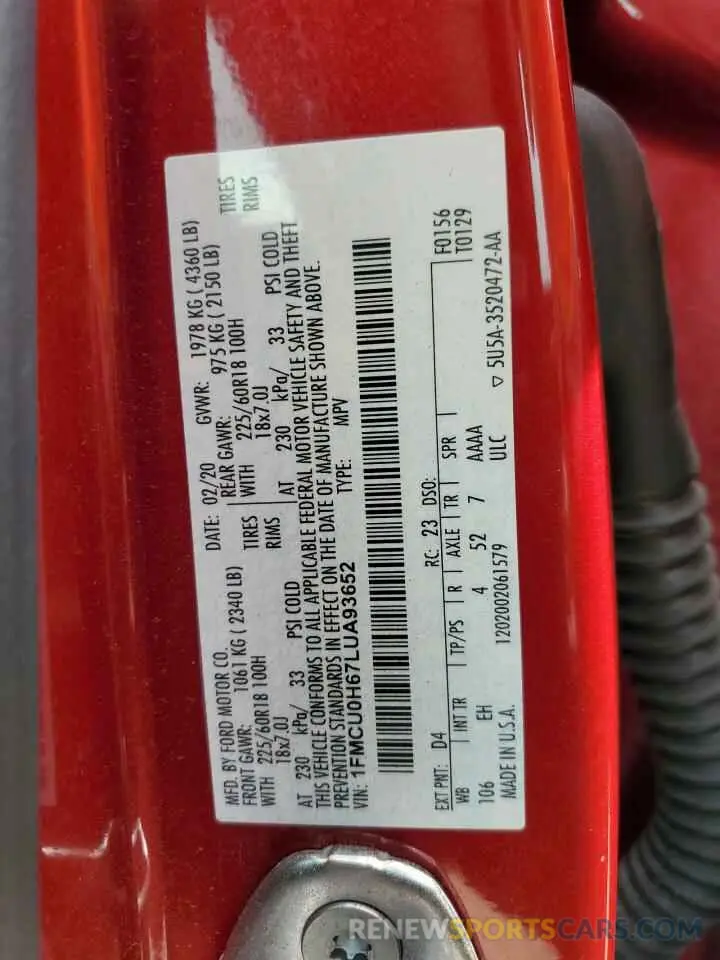 MFD. BY FORD MOTOR CO. DATE: 02/20 GVWR: 1978 KG ( 4360 LB)
FRONT GAWR: 1061 KG ( 2340 LB) REAR GAWR: 975 KG ( 2150 LB)
WITH 225/60R18 100H TIRES WITH 225/60R18 100H TIRES
18x7.0J RIMS 18x7.0J RIMS
AT 230 kPa/ 33 PSI COLD AT 230 kPa/ 33 PSI COLD
THIS VEHICLE CONFORMS TO ALL APPLICABLE FEDERAL MOTOR VEHICLE SAFETY AND THEFT
PREVENTION STANDARDS IN EFFECT ON THE DATE OF MANUFACTURE SHOWN ABOVE.
VIN: 1FMCU0H67LUA93652 TYPE: MPV
EXT PNT: D4 RC: 23 DSO: F0156
WB INT TR TP/PS R AXLE TR SPR T0129
106 EH 4 52 7 AAAA
MADE IN U.S.A. 1202002061579 ULC ▽ 5U5A-3520472-AA
RENEWSPORTSCARS.COM